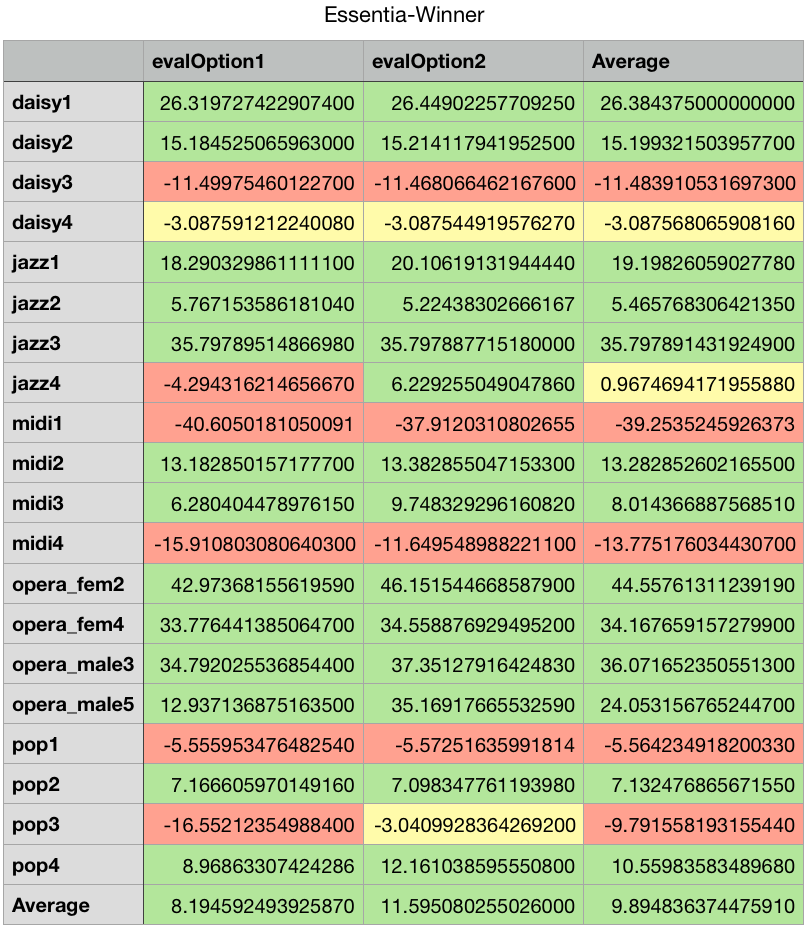 Essentia-Winner
evalOption1 evalOption2 Average
daisy1 26.319727422907400 26.44902257709250 26.384375000000000
daisy2 15.184525065963000 15.214117941952500 15.199321503957700
daisy3 -11.49975460122700 -11.468066462167600 -11.483910531697300
daisy4 -3.087591212240080 -3.087544919576270 -3.087568065908160
jazz1 18.290329861111100 20.10619131944440 19.19826059027780
jazz2 5.767153586181040 5.22438302666167 5.465768306421350
jazz3 35.79789514866980 35.797887715180000 35.797891431924900
jazz4 -4.294316214656670 6.229255049047860 0.9674694171955880
midi1 -40.6050181050091 -37.9120310802655 -39.2535245926373
midi2 13.182850157177700 13.382855047153300 13.282852602165500
midi3 6.280404478976150 9.748329296160820 8.014366887568510
midi4 -15.910803080640300 -11.649548988221100 -13.775176034430700
opera_fem2 42.97368155619590 46.151544668587900 44.55761311239190
opera_fem4 33.776441385064700 34.558876929495200 34.167659157279900
opera_male3 34.792025536854400 37.35127916424830 36.071652350551300
opera_male5 12.937136875163500 35.16917665532590 24.053156765244700
pop1 -5.555953476482540 -5.57251635991814 -5.564234918200330
pop2 7.166605970149160 7.098347761193980 7.132476865671550
pop3 -16.55212354988400 -3.0409928364269200 -9.791558193155440
pop4 8.96863307424286 12.161038595550800 10.55983583489680
Average 8.194592493925870 11.595080255026000 9.894836374475910